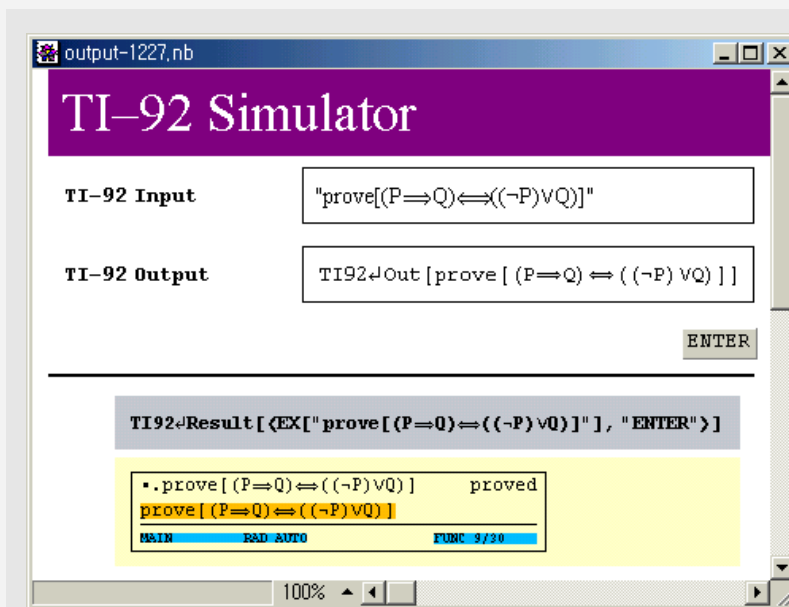 output-1227.nb
TI–92 Simulator
TI–92 Input
"prove[(P⟹Q)⟺((¬P)∨Q)]"
TI–92 Output
TI92↲Out[prove[(P⟹Q)⟺((¬P)∨Q)]]
ENTER
TI92↲Result[⟨EX["prove[(P⟹Q)⟺((¬P)∨Q)]"], "ENTER"⟩]
▪.prove[(P⟹Q)⟺((¬P)∨Q)] proved
prove[(P⟹Q)⟺((¬P)∨Q)]
MAIN RAD AUTO FUNC 9/30
100%